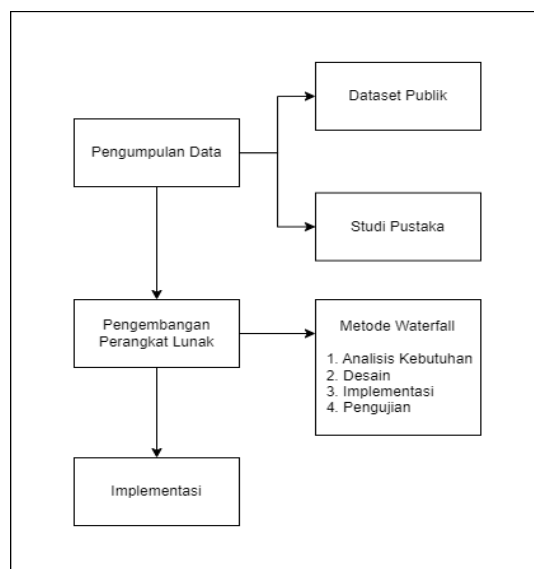 Dataset Publik
Pengumpulan Data
Studi Pustaka
Pengembangan
Perangkat Lunak
Metode Waterfall
1. Analisis Kebutuhan
2. Desain
3. Implementasi
4. Pengujian
Implementasi